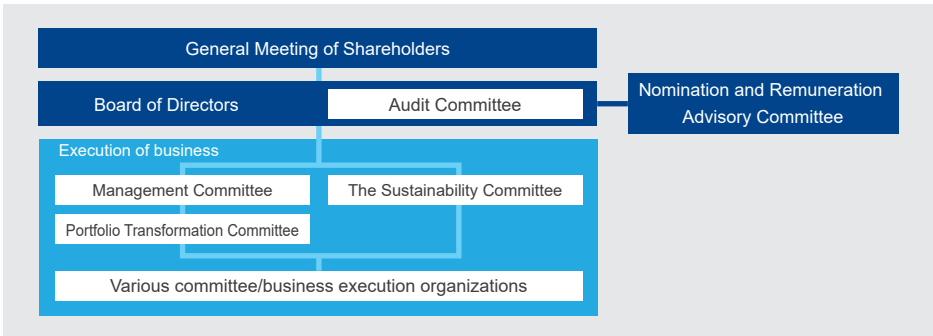 General Meeting of Shareholders
Board of Directors
Audit Committee
Nomination and Remuneration
Advisory Committee
Execution of business
Management Committee
The Sustainability Committee
Portfolio Transformation Committee
Various committee/business execution organizations